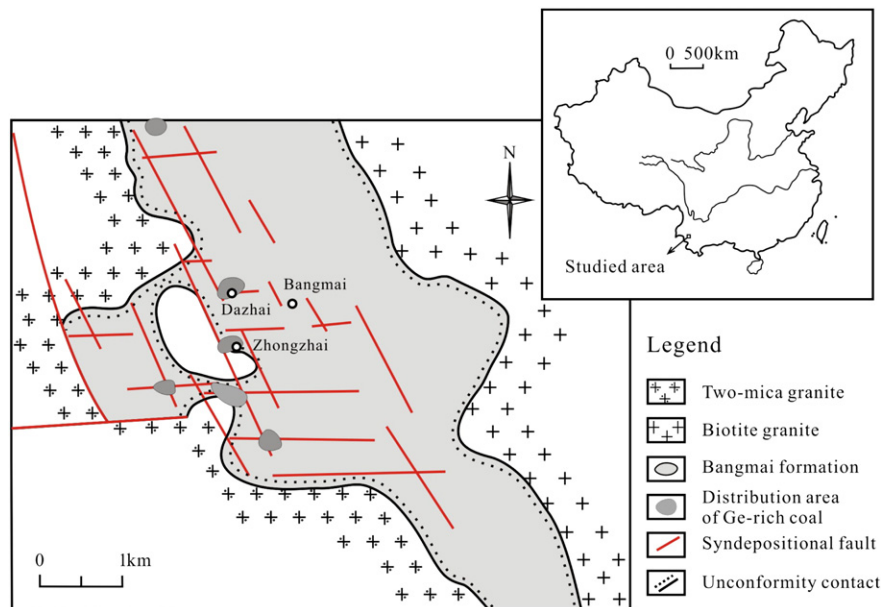 0 500km
Studied area
N
Bangmai
Dazhai
Zhongzhai
0 1km
Legend
Two-mica granite
Biotite granite
Bangmai formation
Distribution area
of Ge-rich coal
Syndepositional fault
Unconformity contact